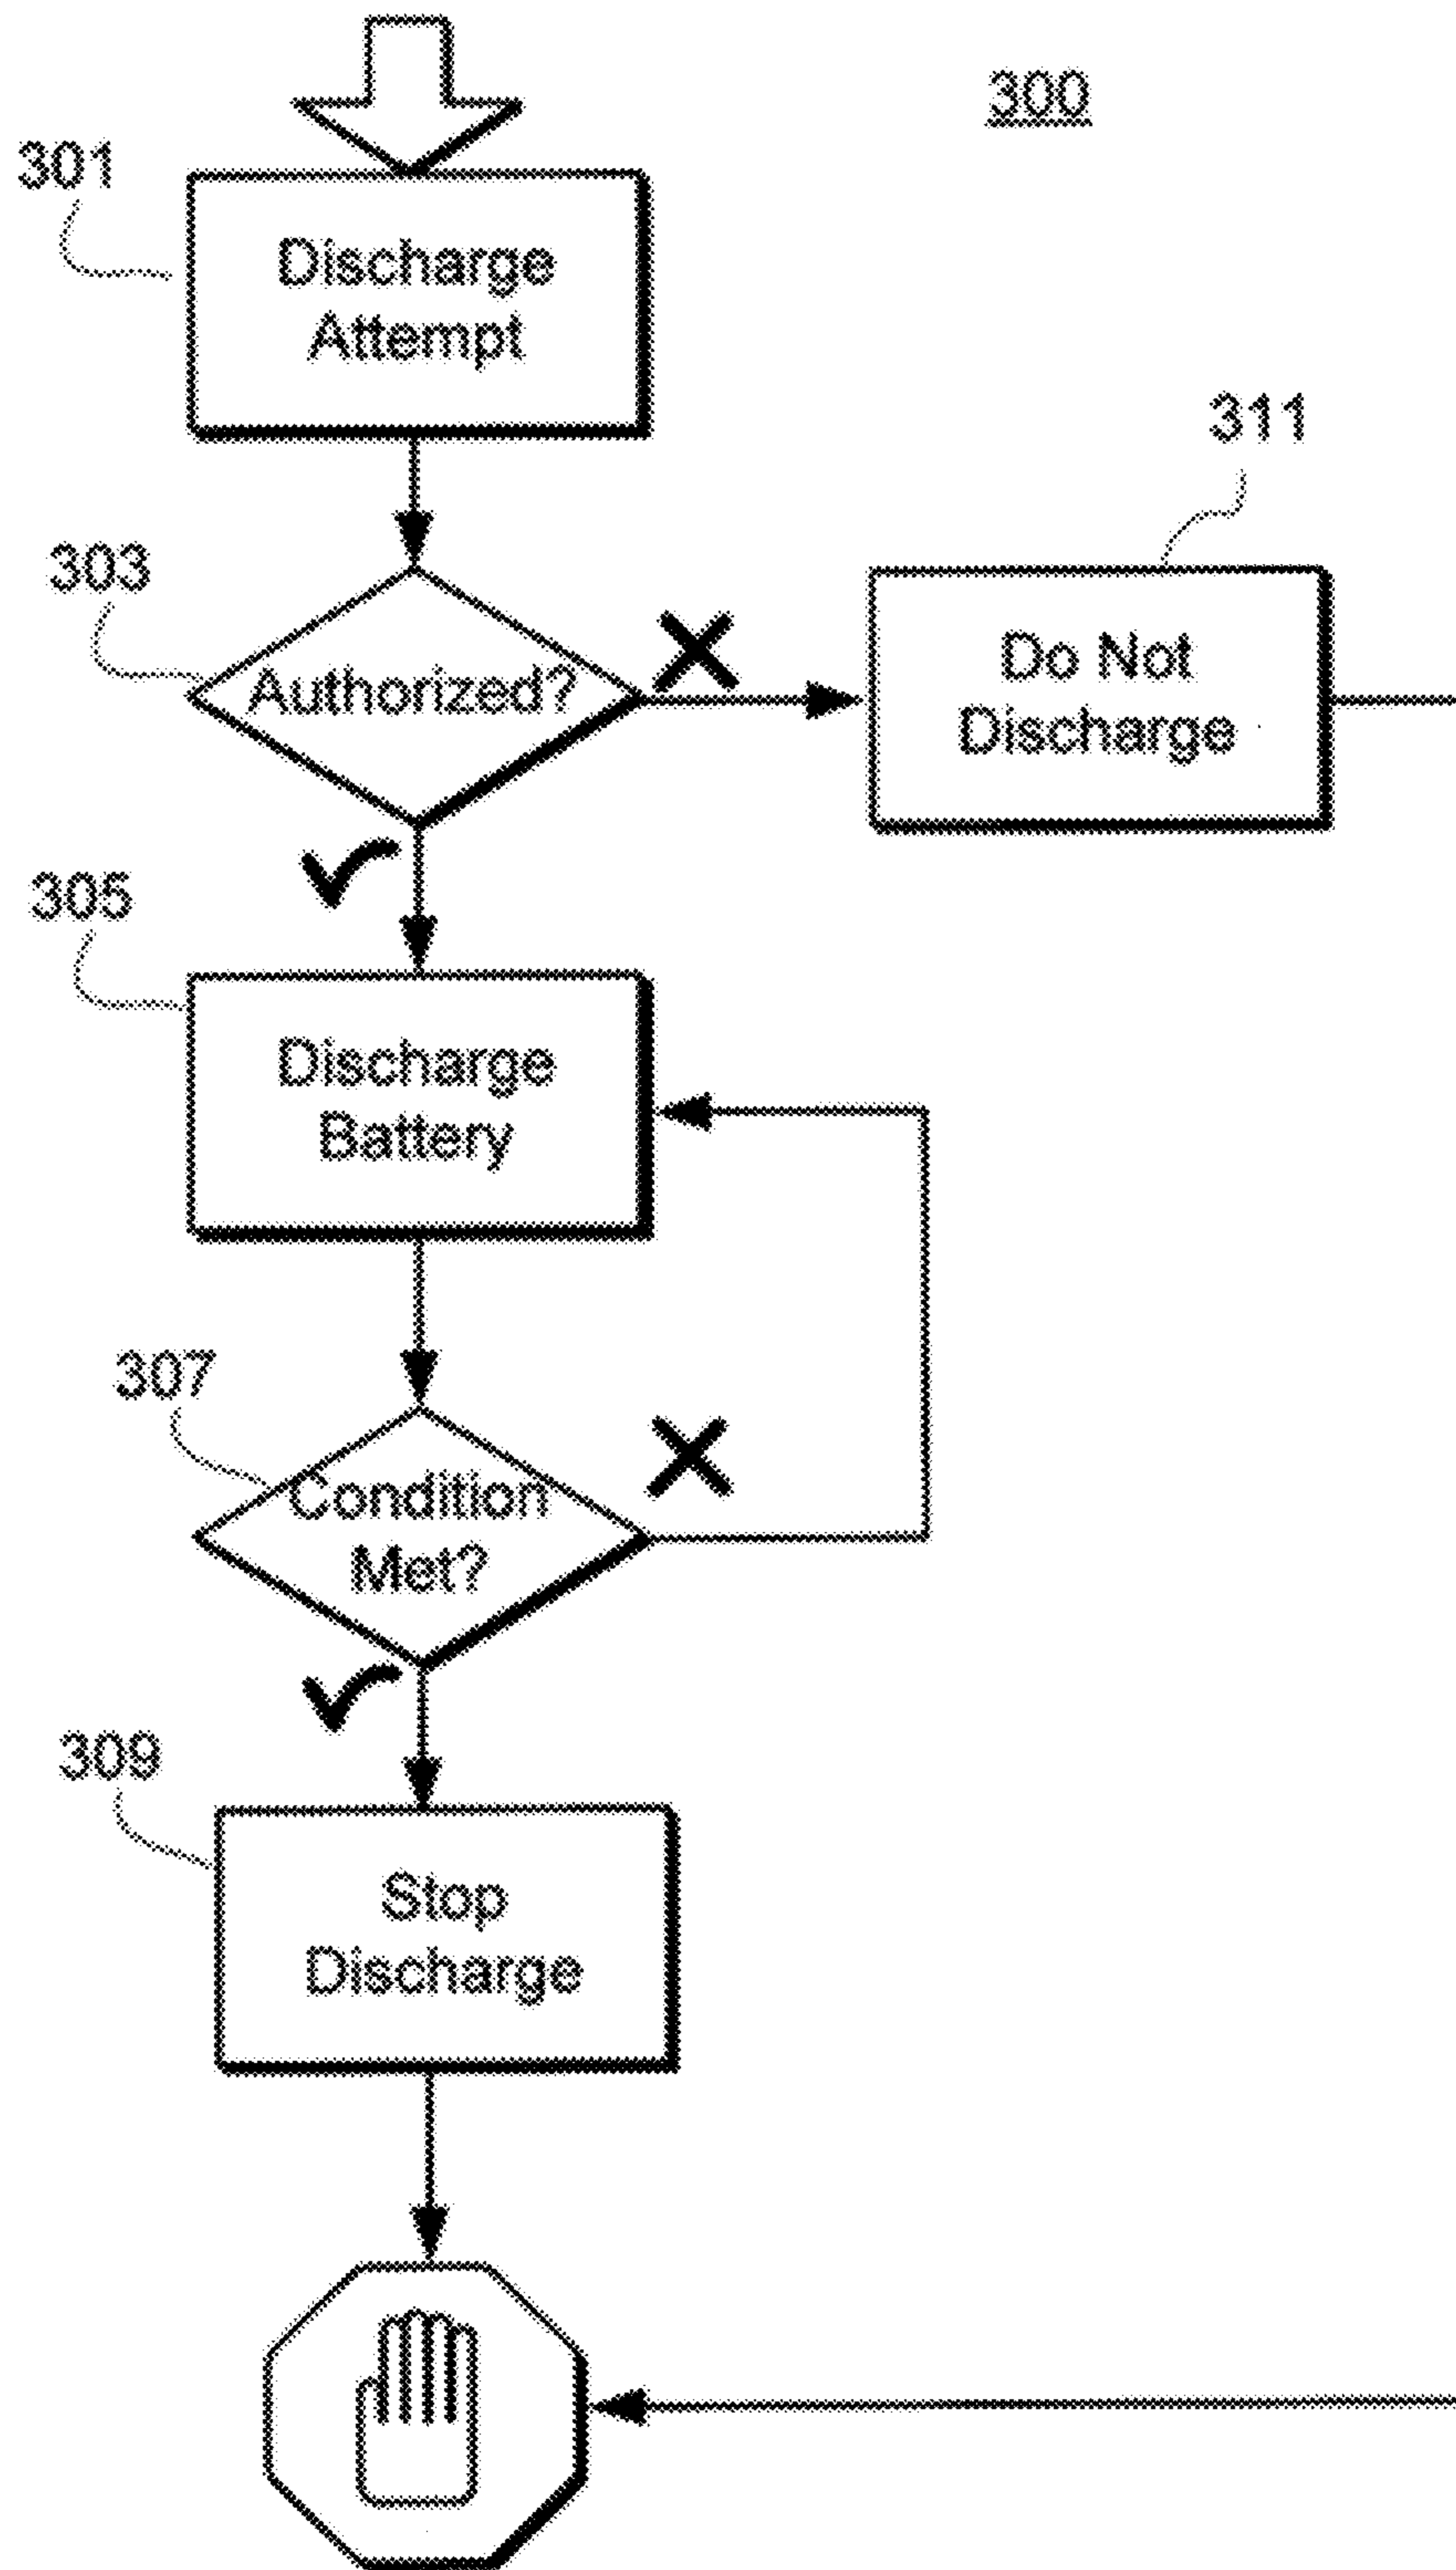 300
301
Discharge
Attempt
311
303
Authorized?
Do Not
Discharge
305
Discharge
Battery
307
Condition
Met?
309
Stop
Discharge